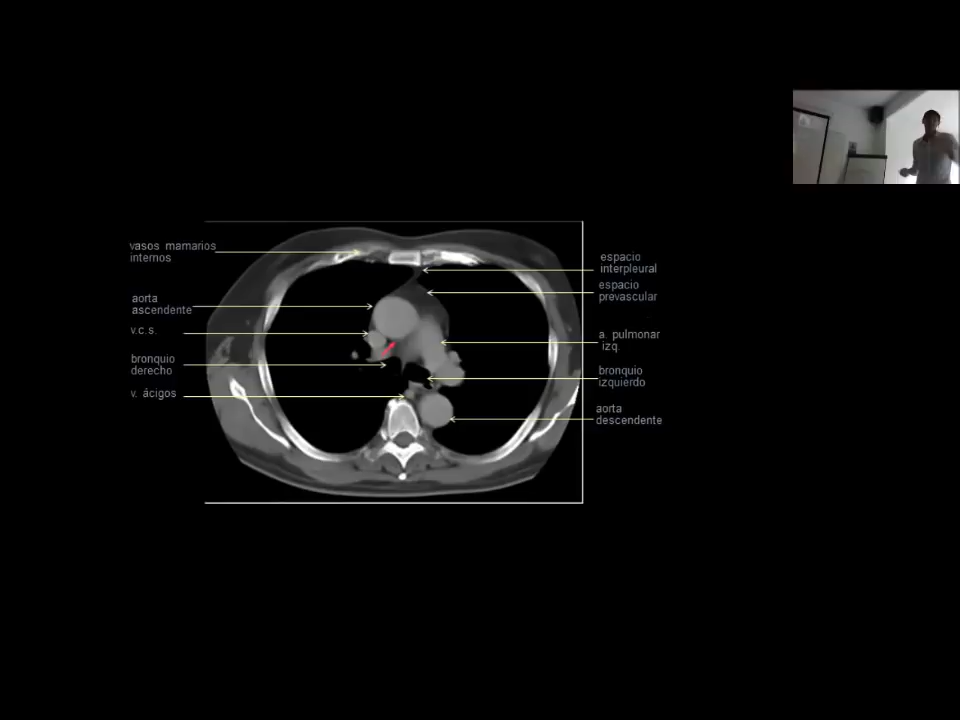 vasos mamarios
internos
aorta
ascendente
v.c.s.
bronquio
derecho
v. ácigos
espacio
interpleural
espacio
prevascular
a. pulmonar
izq.
bronquio
izquierdo
aorta
descendente